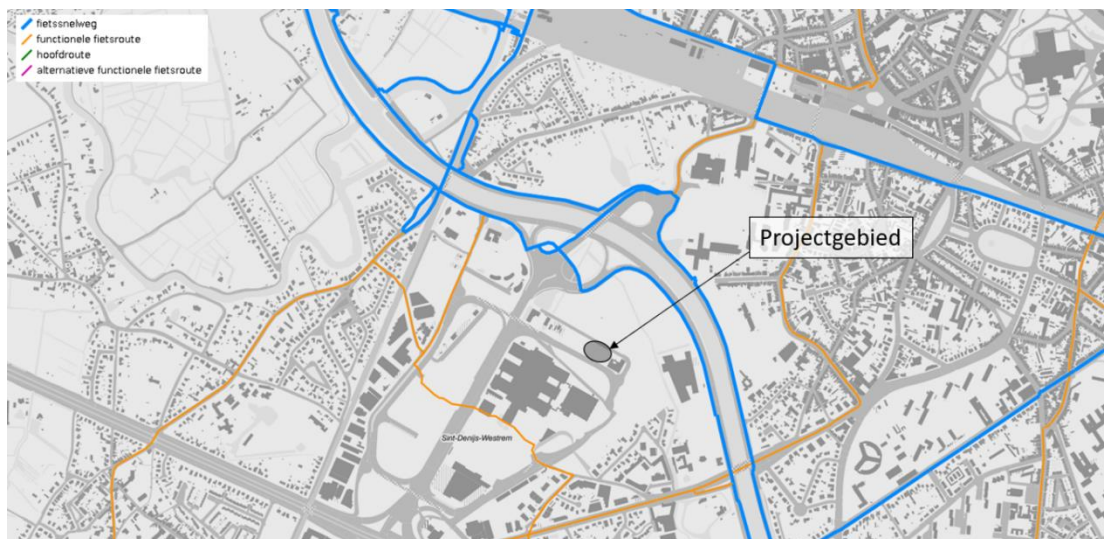 fietssnelweg
functionele fietsroute
hoofdroute
alternatieve functionele fietsroute
Projectgebied
Sint-Denijs-Westrem